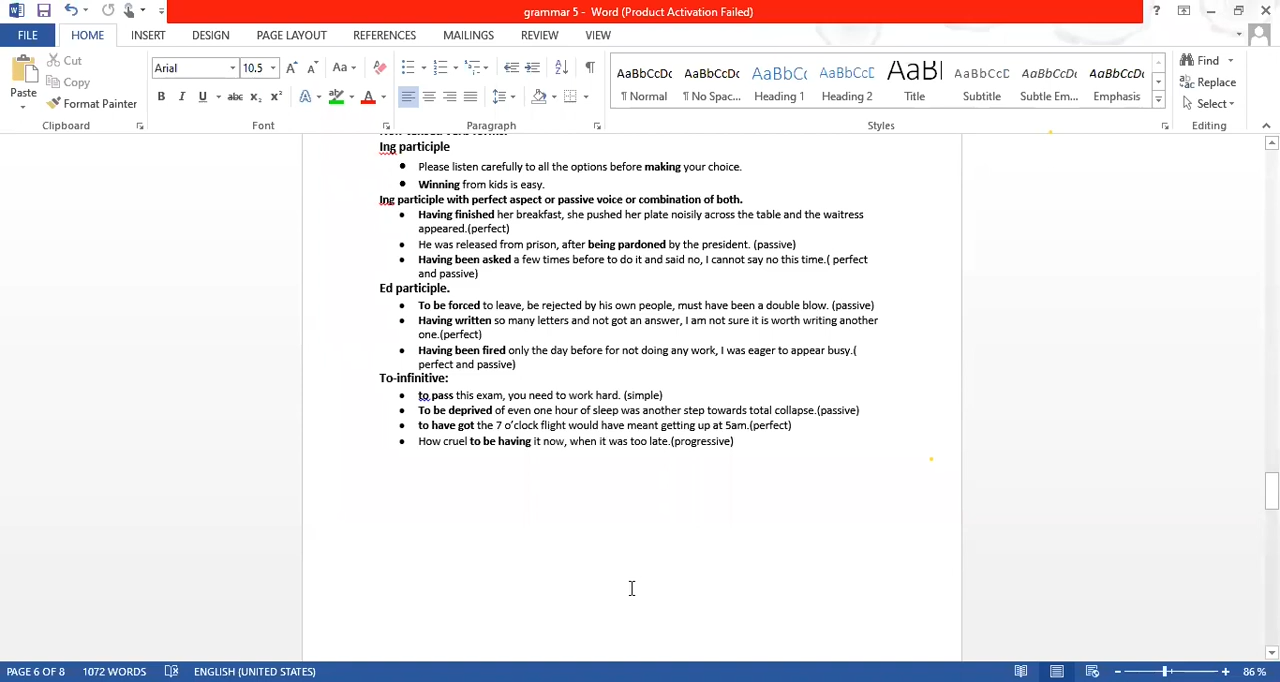 grammar 5 - Word (Product Activation Failed)
FILE HOME INSERT DESIGN PAGE LAYOUT REFERENCES MAILINGS REVIEW VIEW
Paste
Cut
Copy
Format Painter
Clipboard
Arial 10.5
Font
Paragraph
AaBbCcDc AaBbCcDc AaBbCc AaBbCcD AaBl AaBbCcD AaBbCcDc AaBbCcDc
¶ Normal ¶ No Spac... Heading 1 Heading 2 Title Subtitle Subtle Em... Emphasis
Styles
Find
Replace
Select
Editing
Ing participle
Please listen carefully to all the options before making your choice.
Winning from kids is easy.
Ing participle with perfect aspect or passive voice or combination of both.
Having finished her breakfast, she pushed her plate noisily across the table and the waitress
appeared.(perfect)
He was released from prison, after being pardoned by the president. (passive)
Having been asked a few times before to do it and said no, I cannot say no this time.( perfect
and passive)
Ed participle.
To be forced to leave, be rejected by his own people, must have been a double blow. (passive)
Having written so many letters and not got an answer, I am not sure it is worth writing another
one.(perfect)
Having been fired only the day before for not doing any work, I was eager to appear busy.(
perfect and passive)
To-infinitive:
to pass this exam, you need to work hard. (simple)
To be deprived of even one hour of sleep was another step towards total collapse.(passive)
to have got the 7 o'clock flight would have meant getting up at 5am.(perfect)
How cruel to be having it now, when it was too late.(progressive)
PAGE 6 OF 8 1072 WORDS ENGLISH (UNITED STATES) 86 %